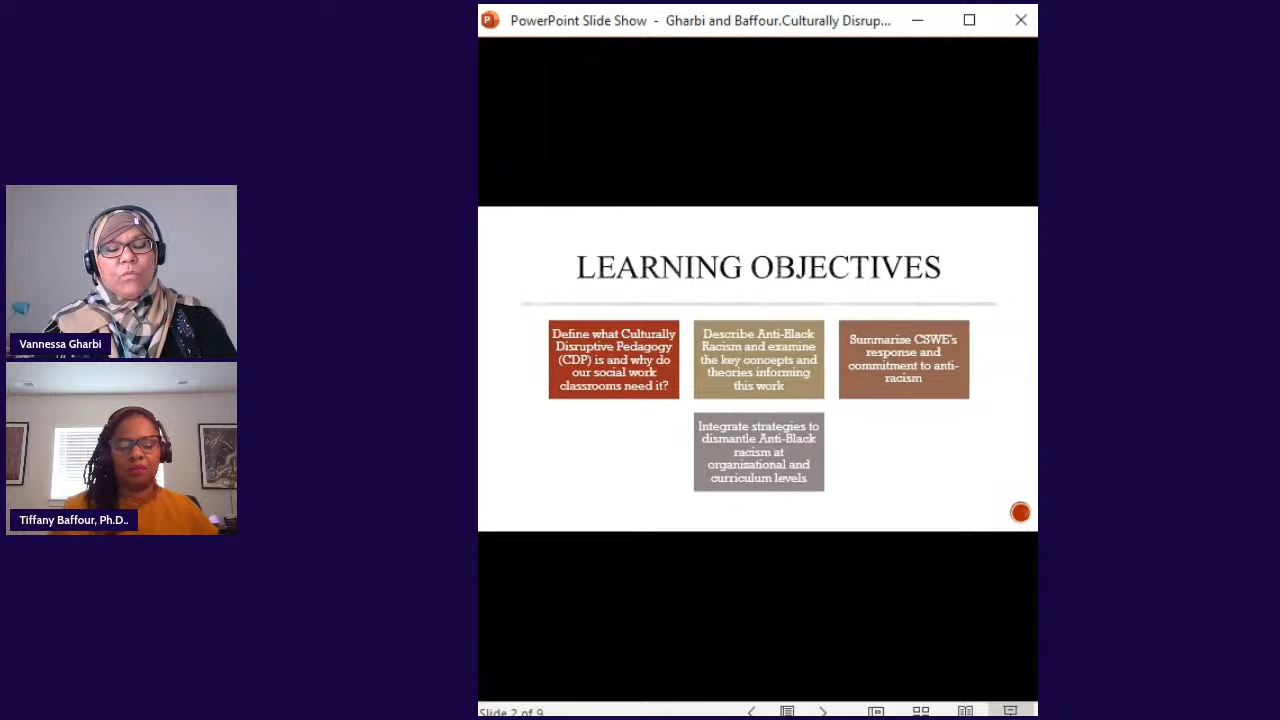 PowerPoint Slide Show - Gharbi and Baffour.Culturally Disrup...
LEARNING OBJECTIVES
Define what Culturally
Disruptive Pedagogy
(CDP) is and why do
our social work
classrooms need it?
Describe Anti-Black
Racism and examine
the key concepts and
theories informing
this work
Summarize CSWE's
response and
commitment to anti-
racism
Integrate strategies to
dismantle Anti-Black
racism at
organizational and
curriculum levels
Vannessa Gharbi
Tiffany Baffour, Ph.D..
Slide 2 of 9